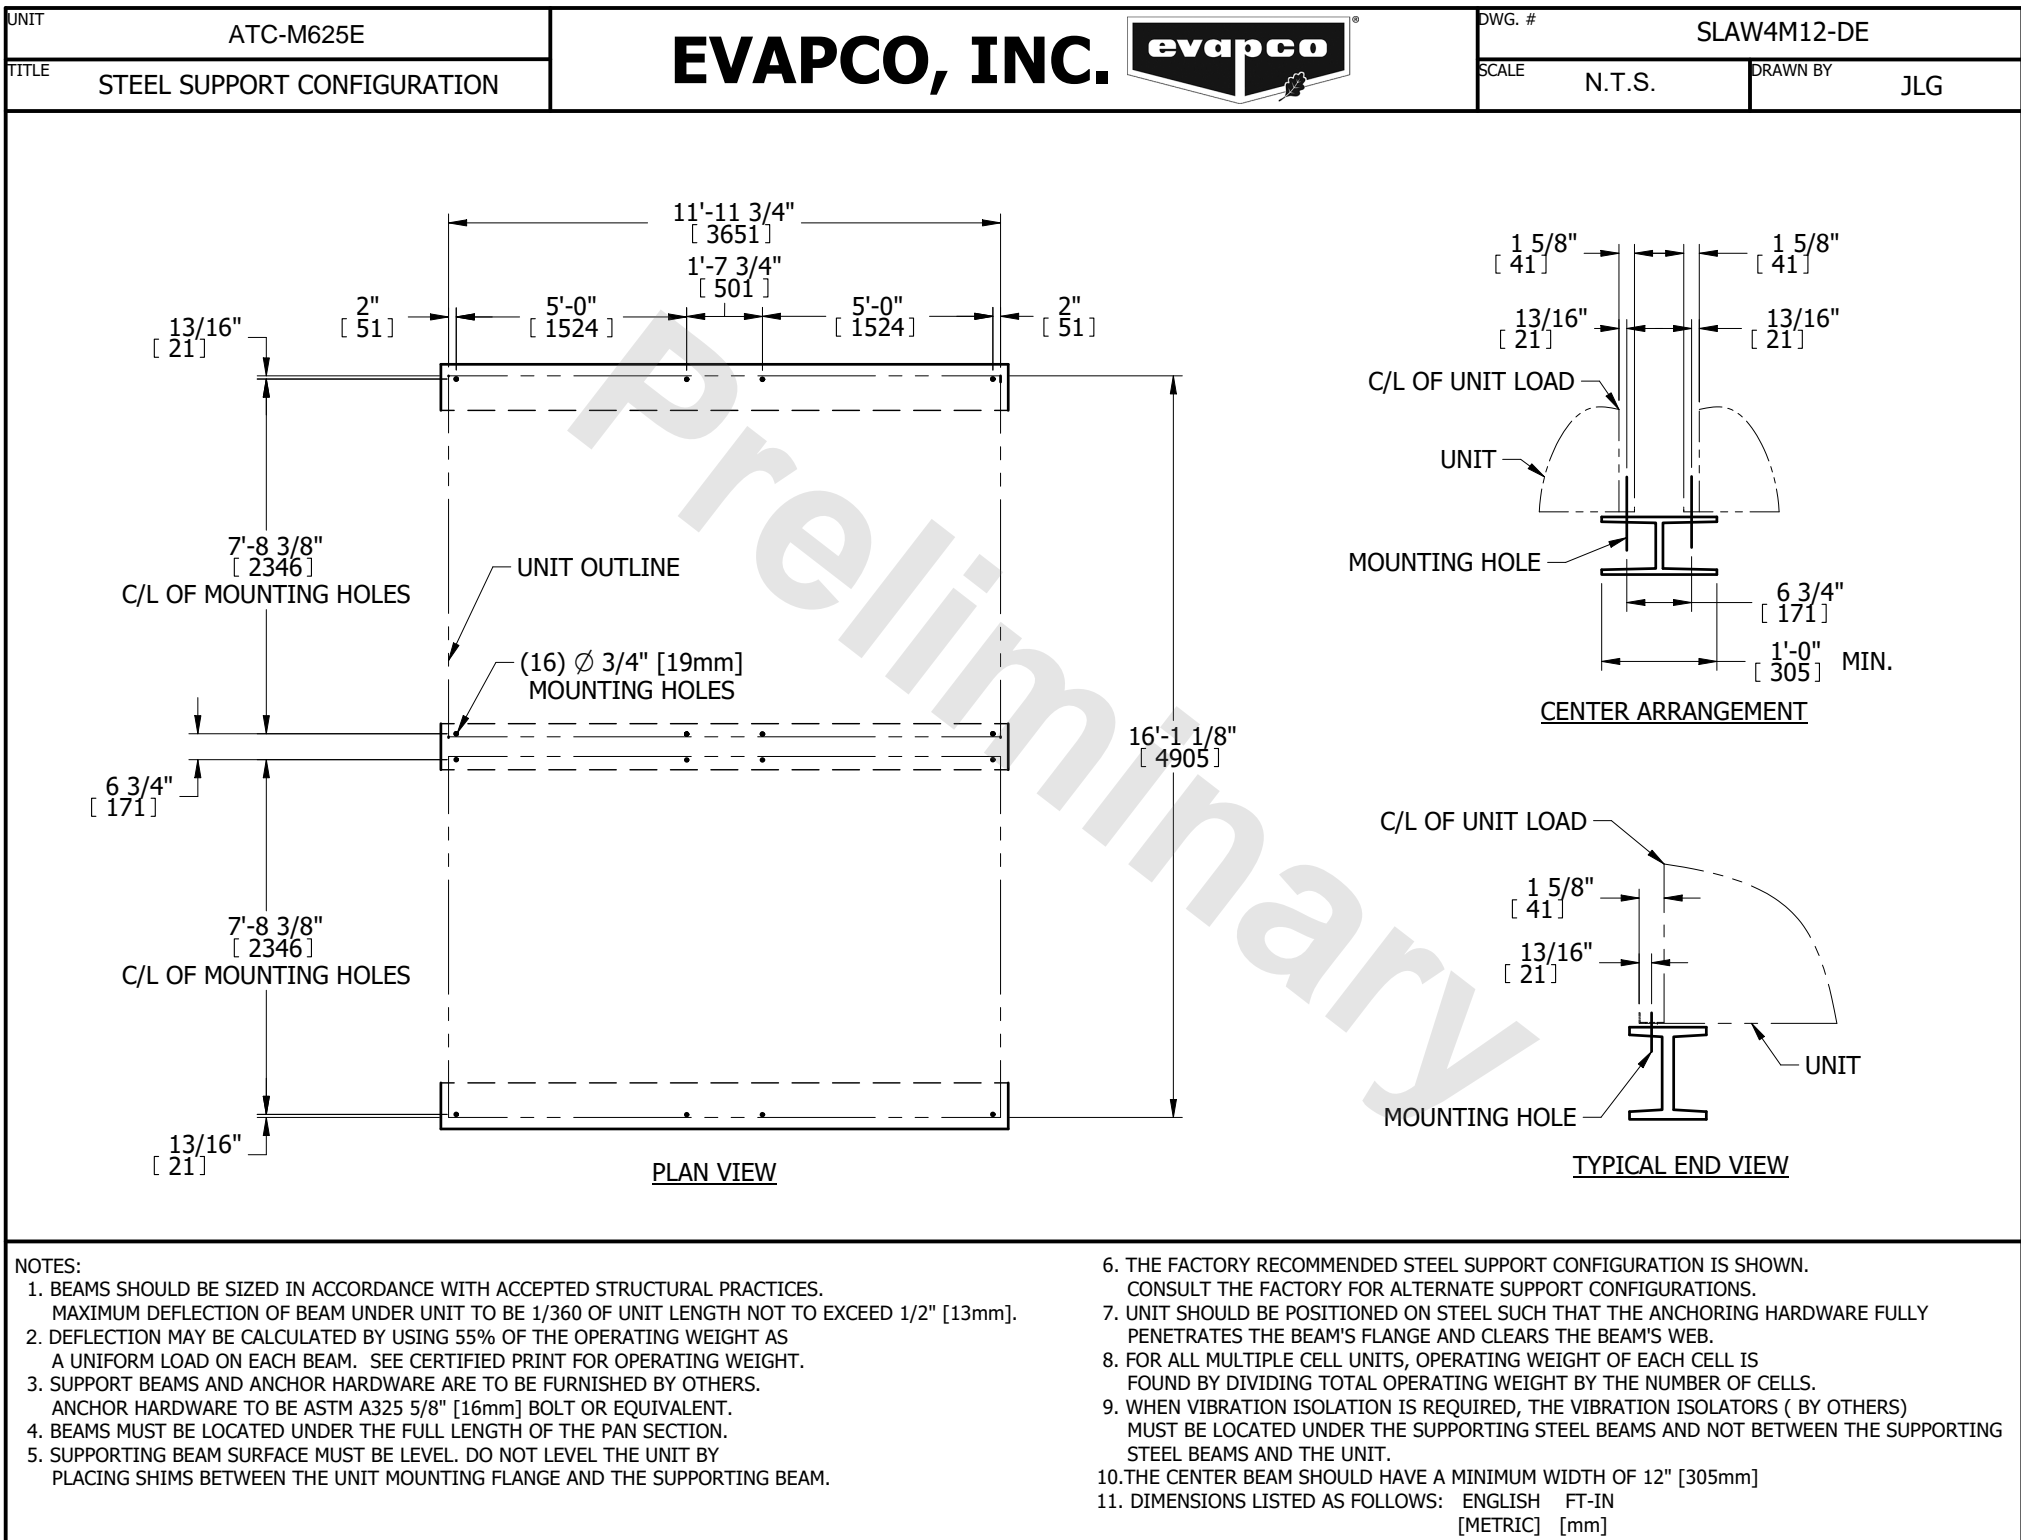 UNIT
ATC-M625E
TITLE
STEEL SUPPORT CONFIGURATION
EVAPCO, INC.
evapco
®
DWG. #
SLAW4M12-DE
SCALE
N.T.S.
DRAWN BY
JLG
11'-11 3/4"
[ 3651 ]
1'-7 3/4"
[ 501 ]
2"
[ 51 ]
5'-0"
[ 1524 ]
5'-0"
[ 1524 ]
2"
[ 51 ]
13/16"
[ 21 ]
7'-8 3/8"
[ 2346 ]
C/L OF MOUNTING HOLES
UNIT OUTLINE
(16) ∅ 3/4" [19mm]
MOUNTING HOLES
6 3/4"
[ 171 ]
16'-1 1/8"
[ 4905 ]
7'-8 3/8"
[ 2346 ]
C/L OF MOUNTING HOLES
13/16"
[ 21 ]
PLAN VIEW
Preliminary
1 5/8"
[ 41 ]
1 5/8"
[ 41 ]
13/16"
[ 21 ]
13/16"
[ 21 ]
C/L OF UNIT LOAD
UNIT
MOUNTING HOLE
6 3/4"
[ 171 ]
1'-0"
[ 305 ]
MIN.
CENTER ARRANGEMENT
C/L OF UNIT LOAD
1 5/8"
[ 41 ]
13/16"
[ 21 ]
UNIT
MOUNTING HOLE
TYPICAL END VIEW
NOTES:
1. BEAMS SHOULD BE SIZED IN ACCORDANCE WITH ACCEPTED STRUCTURAL PRACTICES.
MAXIMUM DEFLECTION OF BEAM UNDER UNIT TO BE 1/360 OF UNIT LENGTH NOT TO EXCEED 1/2" [13mm].
2. DEFLECTION MAY BE CALCULATED BY USING 55% OF THE OPERATING WEIGHT AS
A UNIFORM LOAD ON EACH BEAM. SEE CERTIFIED PRINT FOR OPERATING WEIGHT.
3. SUPPORT BEAMS AND ANCHOR HARDWARE ARE TO BE FURNISHED BY OTHERS.
ANCHOR HARDWARE TO BE ASTM A325 5/8" [16mm] BOLT OR EQUIVALENT.
4. BEAMS MUST BE LOCATED UNDER THE FULL LENGTH OF THE PAN SECTION.
5. SUPPORTING BEAM SURFACE MUST BE LEVEL. DO NOT LEVEL THE UNIT BY
PLACING SHIMS BETWEEN THE UNIT MOUNTING FLANGE AND THE SUPPORTING BEAM.
6. THE FACTORY RECOMMENDED STEEL SUPPORT CONFIGURATION IS SHOWN.
CONSULT THE FACTORY FOR ALTERNATE SUPPORT CONFIGURATIONS.
7. UNIT SHOULD BE POSITIONED ON STEEL SUCH THAT THE ANCHORING HARDWARE FULLY
PENETRATES THE BEAM'S FLANGE AND CLEARS THE BEAM'S WEB.
8. FOR ALL MULTIPLE CELL UNITS, OPERATING WEIGHT OF EACH CELL IS
FOUND BY DIVIDING TOTAL OPERATING WEIGHT BY THE NUMBER OF CELLS.
9. WHEN VIBRATION ISOLATION IS REQUIRED, THE VIBRATION ISOLATORS ( BY OTHERS)
MUST BE LOCATED UNDER THE SUPPORTING STEEL BEAMS AND NOT BETWEEN THE SUPPORTING
STEEL BEAMS AND THE UNIT.
10.THE CENTER BEAM SHOULD HAVE A MINIMUM WIDTH OF 12" [305mm]
11. DIMENSIONS LISTED AS FOLLOWS: ENGLISH FT-IN
[METRIC] [mm]